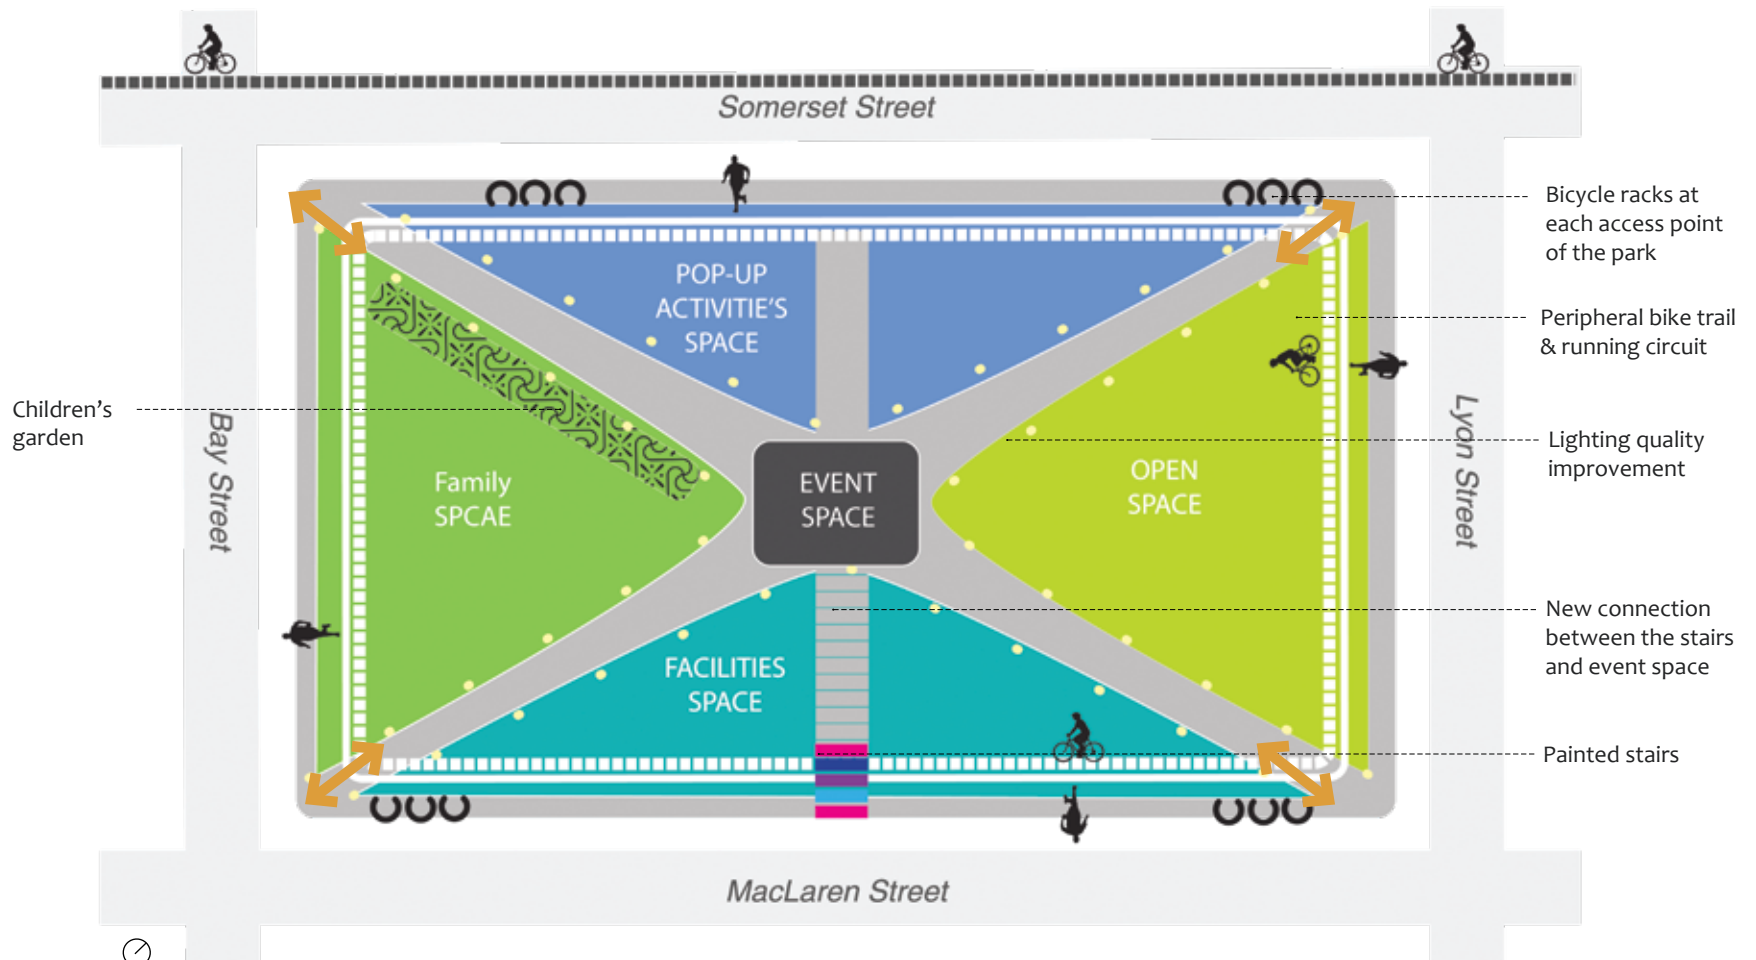 Somerset Street
Bicycle racks at
each access point
of the park
POP-UP
ACTIVITIE'S
SPACE
Peripheral bike trail
& running circuit
Children's
garden
Bay Street
Lyon Street
Lighting quality
improvement
Family
SPCAE
EVENT
SPACE
OPEN
SPACE
New connection
between the stairs
and event space
FACILITIES
SPACE
Painted stairs
MacLaren Street